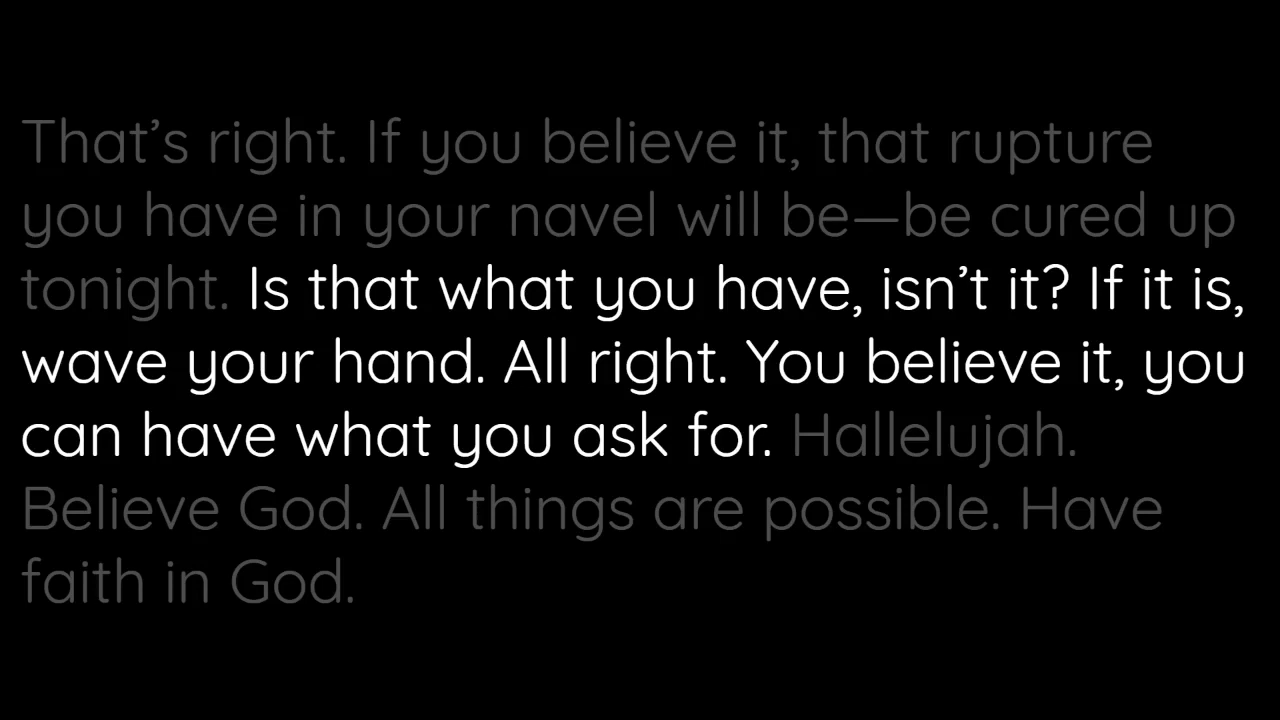 That’s right. If you believe it, that rupture
you have in your navel will be—be cured up
tonight. Is that what you have, isn’t it? If it is,
wave your hand. All right. You believe it, you
can have what you ask for. Hallelujah.
Believe God. All things are possible. Have
faith in God.